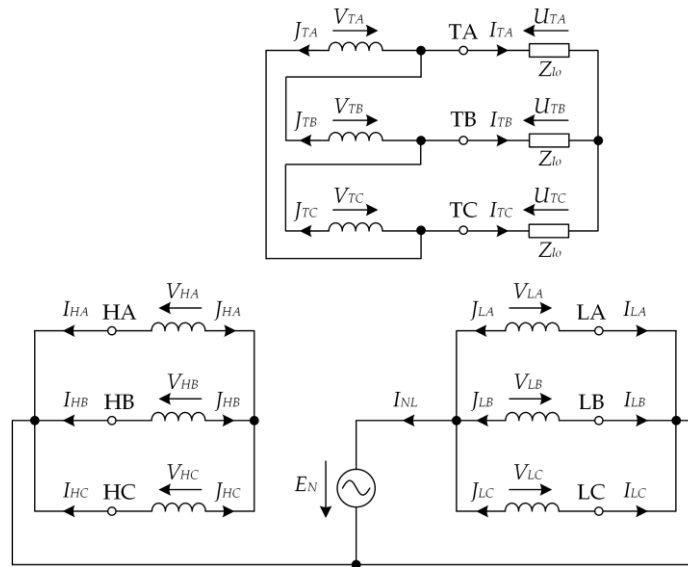 V_TA TA U_TA
J_TA I_TA
Z_lo
V_TB TB U_TB
J_TB I_TB
Z_lo
V_TC TC U_TC
J_TC I_TC
Z_lo
V_HA V_LA
I_HA HA J_HA J_LA LA I_LA
V_HB V_LB
I_HB HB J_HB I_NL J_LB LB I_LB
V_HC V_LC
I_HC HC J_HC E_N J_LC LC I_LC